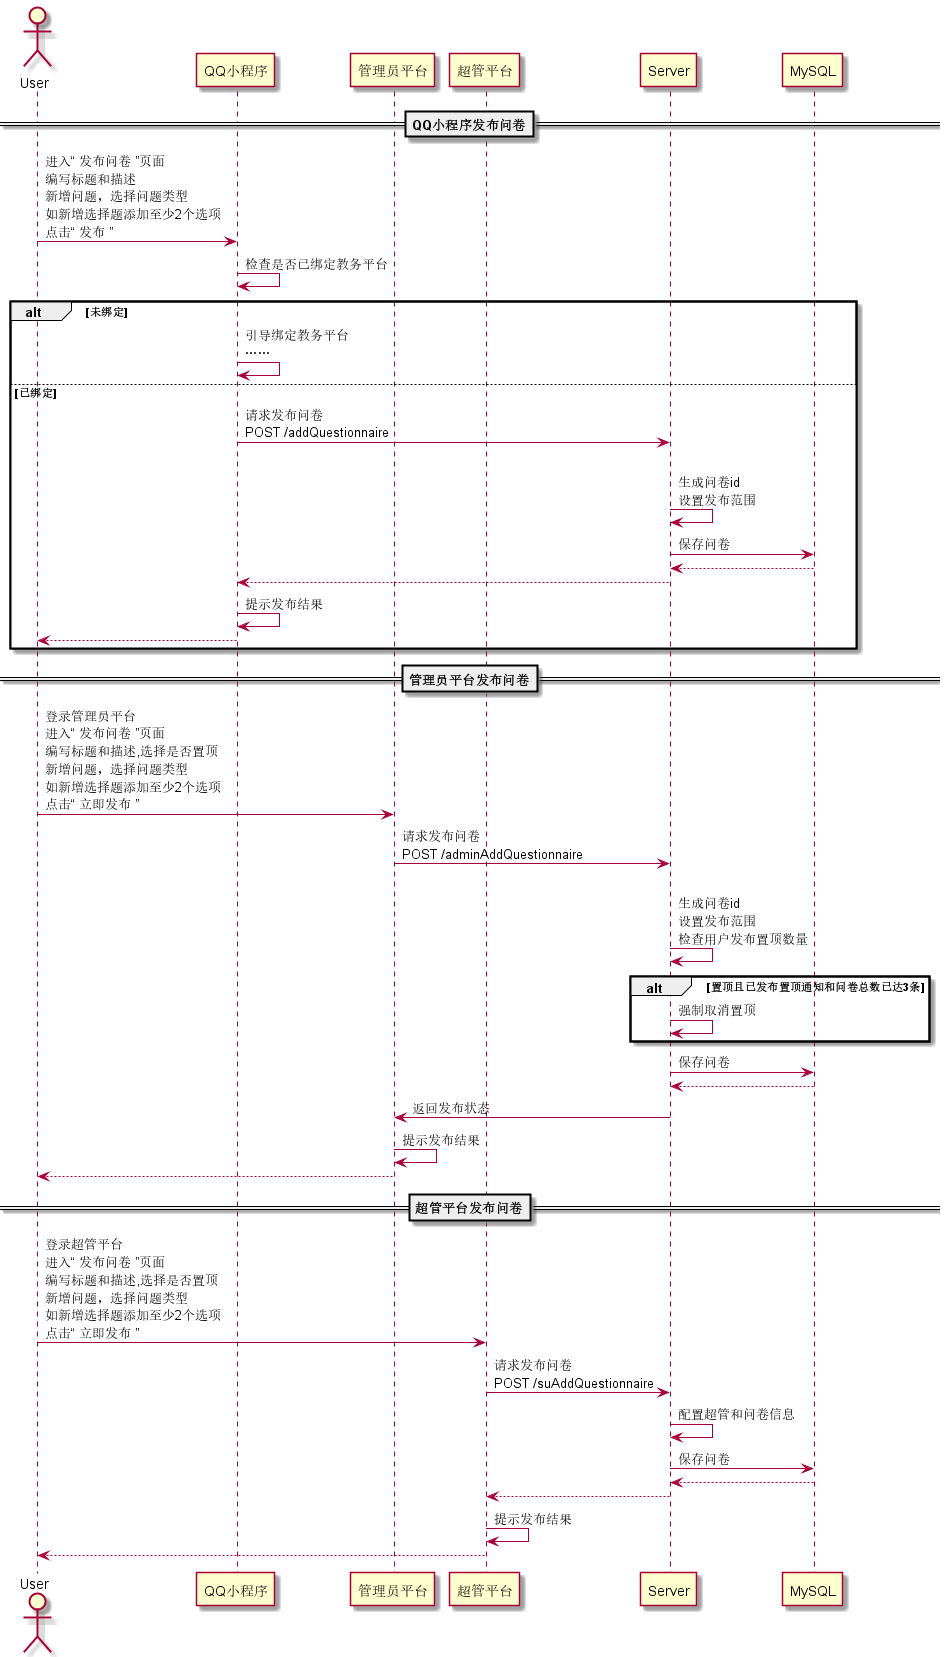 User
QQ小程序
管理员平台
超管平台
Server
MySQL
QQ小程序发布问卷
进入“ 发布问卷 ”页面
编写标题和描述
新增问题，选择问题类型
如新增选择题添加至少2个选项
点击“ 发布 ”
检查是否已绑定教务平台
alt
[未绑定]
引导绑定教务平台
……
[已绑定]
请求发布问卷
POST /addQuestionnaire
生成问卷id
设置发布范围
保存问卷
提示发布结果
管理员平台发布问卷
登录管理员平台
进入“ 发布问卷 ”页面
编写标题和描述,选择是否置顶
新增问题，选择问题类型
如新增选择题添加至少2个选项
点击“ 立即发布 ”
请求发布问卷
POST /adminAddQuestionnaire
生成问卷id
设置发布范围
检查用户发布置顶数量
alt
[置顶且已发布置顶通知和问卷总数已达3条]
强制取消置顶
保存问卷
返回发布状态
提示发布结果
超管平台发布问卷
登录超管平台
进入“ 发布问卷 ”页面
编写标题和描述,选择是否置顶
新增问题，选择问题类型
如新增选择题添加至少2个选项
点击“ 立即发布 ”
请求发布问卷
POST /suAddQuestionnaire
配置超管和问卷信息
保存问卷
提示发布结果
User
QQ小程序
管理员平台
超管平台
Server
MySQL